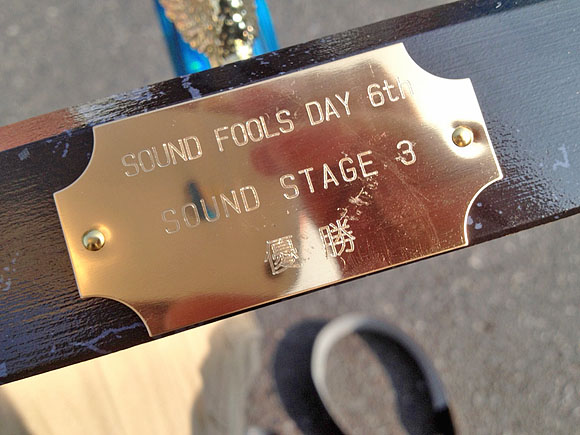 SOUND FOOLS DAY 6th
SOUND STAGE 3
優勝